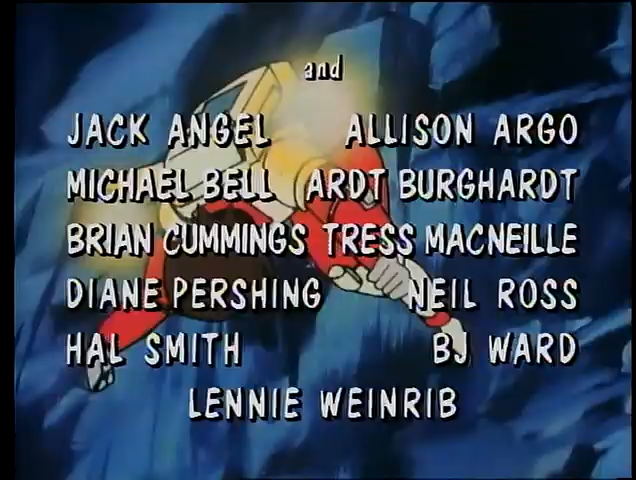 and
JACK ANGEL ALLISON ARGO
MICHAEL BELL ARDT BURGHARDT
BRIAN CUMMINGS TRESS MACNEILLE
DIANE PERSHING NEIL ROSS
HAL SMITH BJ WARD
LENNIE WEINRIB